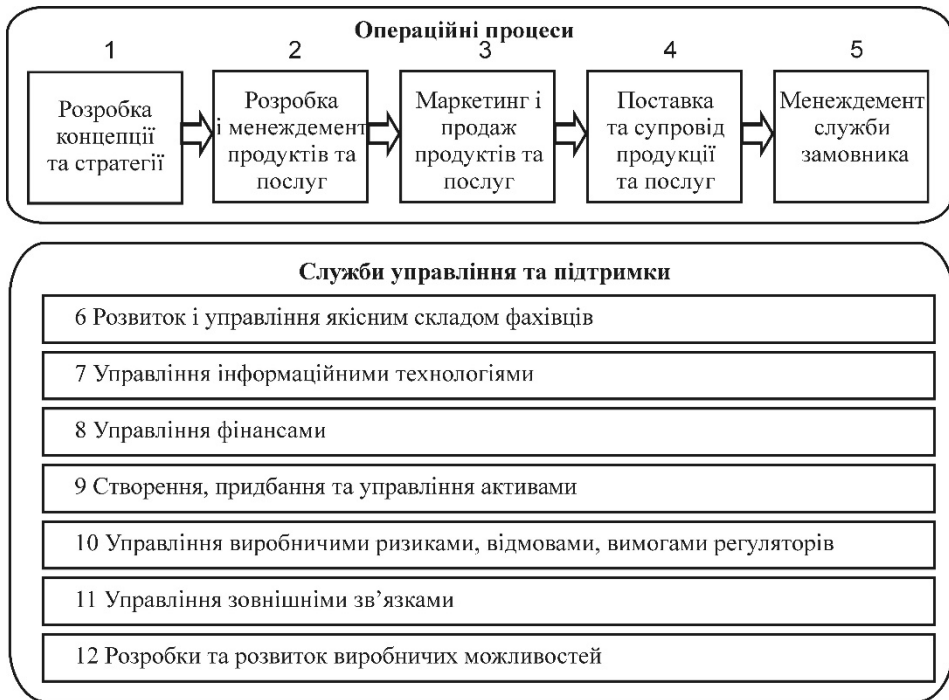 Операційні процеси
1
2
3
4
5
Розробка
концепції
та стратегії
Розробка
і менеждемент
продуктів та
послуг
Маркетинг і
продаж
продуктів та
послуг
Поставка
та супровід
продукції
та послуг
Менеждемент
служби
замовника
Служби управління та підтримки
6 Розвиток і управління якісним складом фахівців
7 Управління інформаційними технологіями
8 Управління фінансами
9 Створення, придбання та управління активами
10 Управління виробничими ризиками, відмовами, вимогами регуляторів
11 Управління зовнішніми зв’язками
12 Розробки та розвиток виробничих можливостей